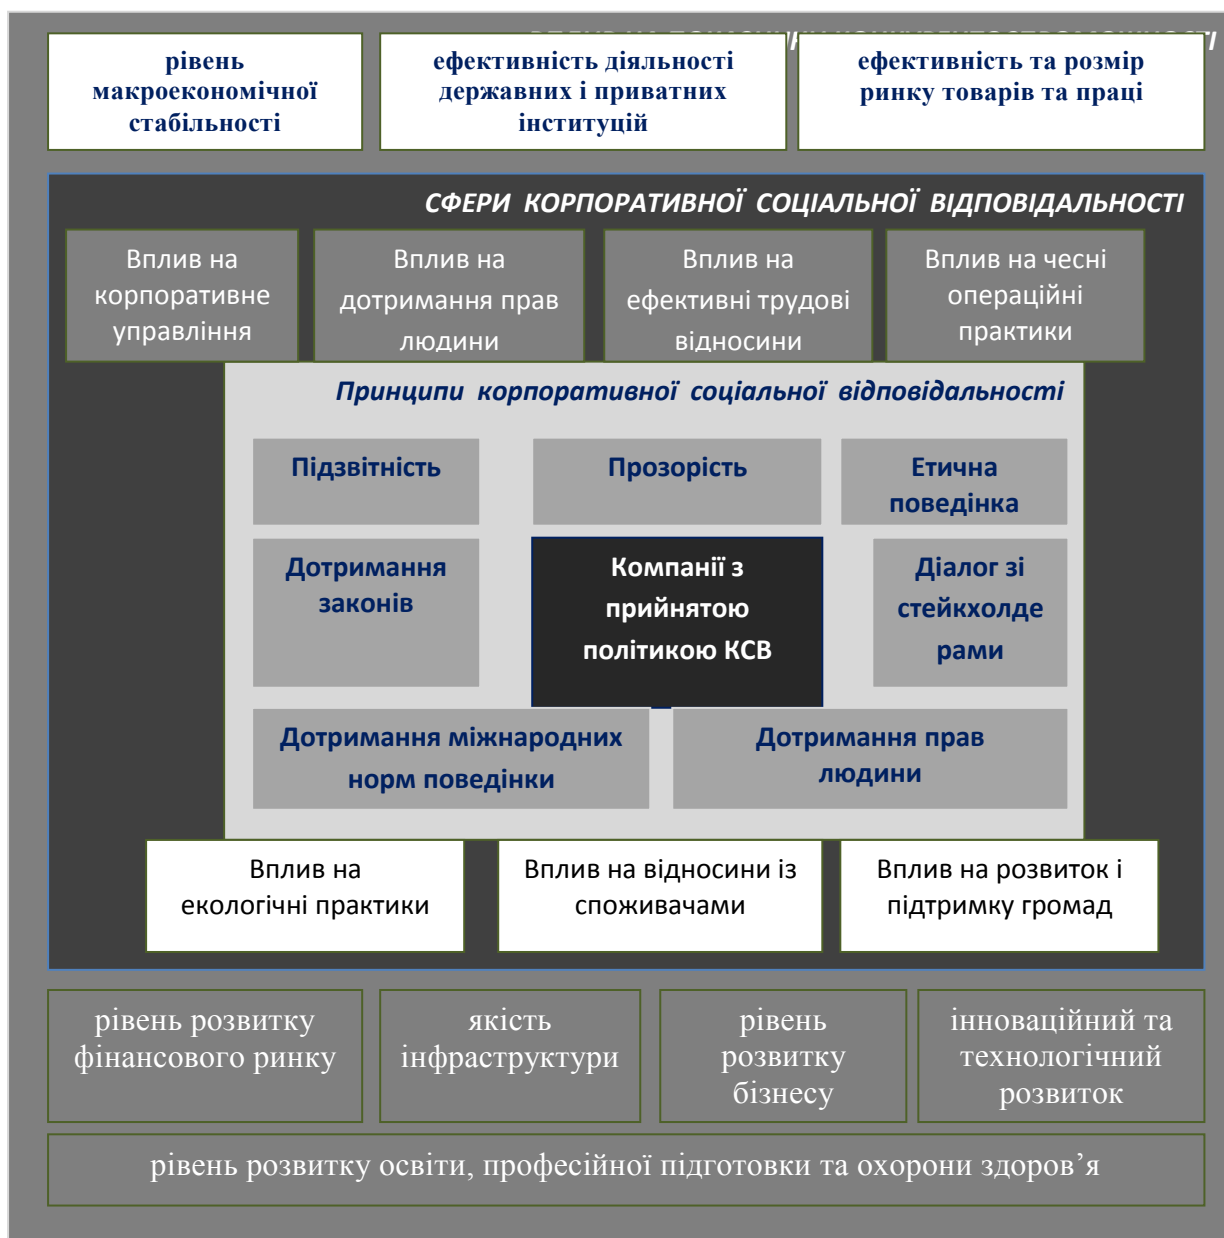 рівень
макроекономічної
стабільності
ефективність діяльності
державних і приватних
інституцій
ефективність та розмір
ринку товарів та праці
СФЕРИ КОРПОРАТИВНОЇ СОЦІАЛЬНОЇ ВІДПОВІДАЛЬНОСТІ
Вплив на
корпоративне
управління
Вплив на
дотримання прав
людини
Вплив на
ефективні трудові
відносини
Вплив на чесні
операційні
практики
Принципи корпоративної соціальної відповідальності
Підзвітність
Прозорість
Етична
поведінка
Дотримання
законів
Компанії з
прийнятою
політикою КСВ
Діалог зі
стейкхолде
рами
Дотримання міжнародних
норм поведінки
Дотримання прав
людини
Вплив на
екологічні практики
Вплив на відносини із
споживачами
Вплив на розвиток і
підтримку громад
рівень розвитку
фінансового ринку
якість
інфраструктури
рівень
розвитку
бізнесу
інноваційний та
технологічний
розвиток
рівень розвитку освіти, професійної підготовки та охорони здоров’я